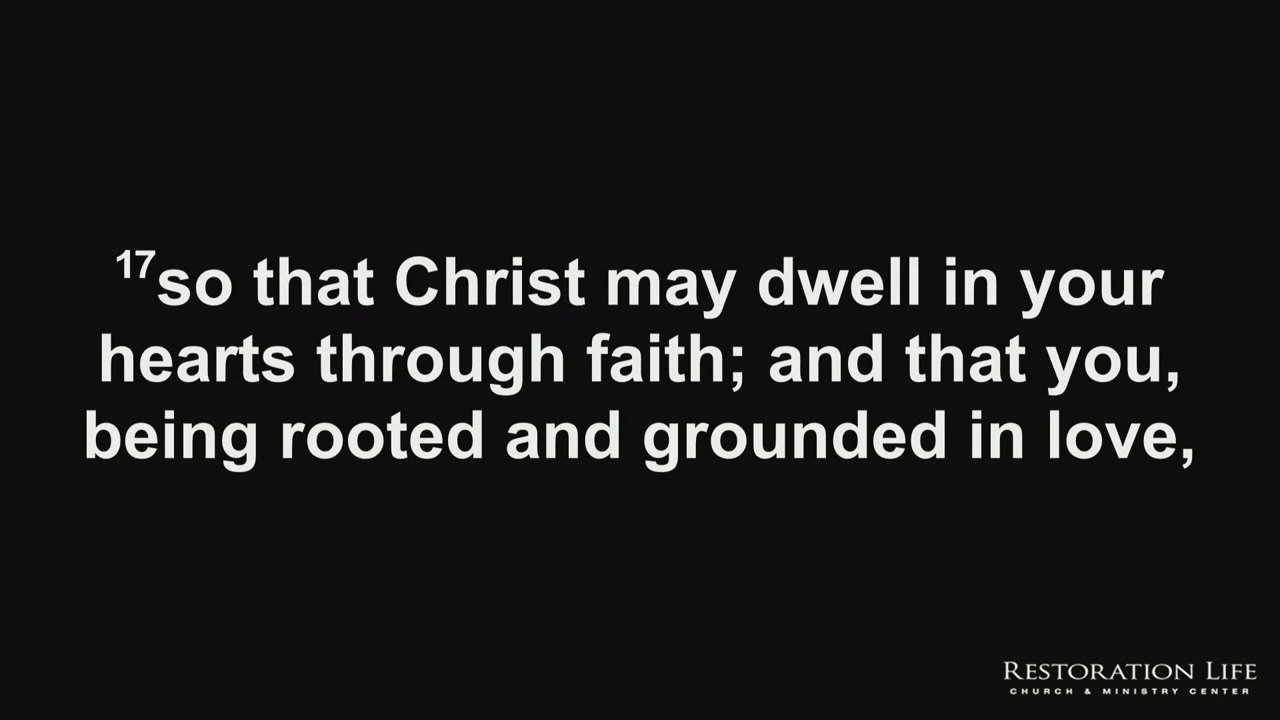 17so that Christ may dwell in your
hearts through faith; and that you,
being rooted and grounded in love,
RESTORATION LIFE
CHURCH & MINISTRY CENTER